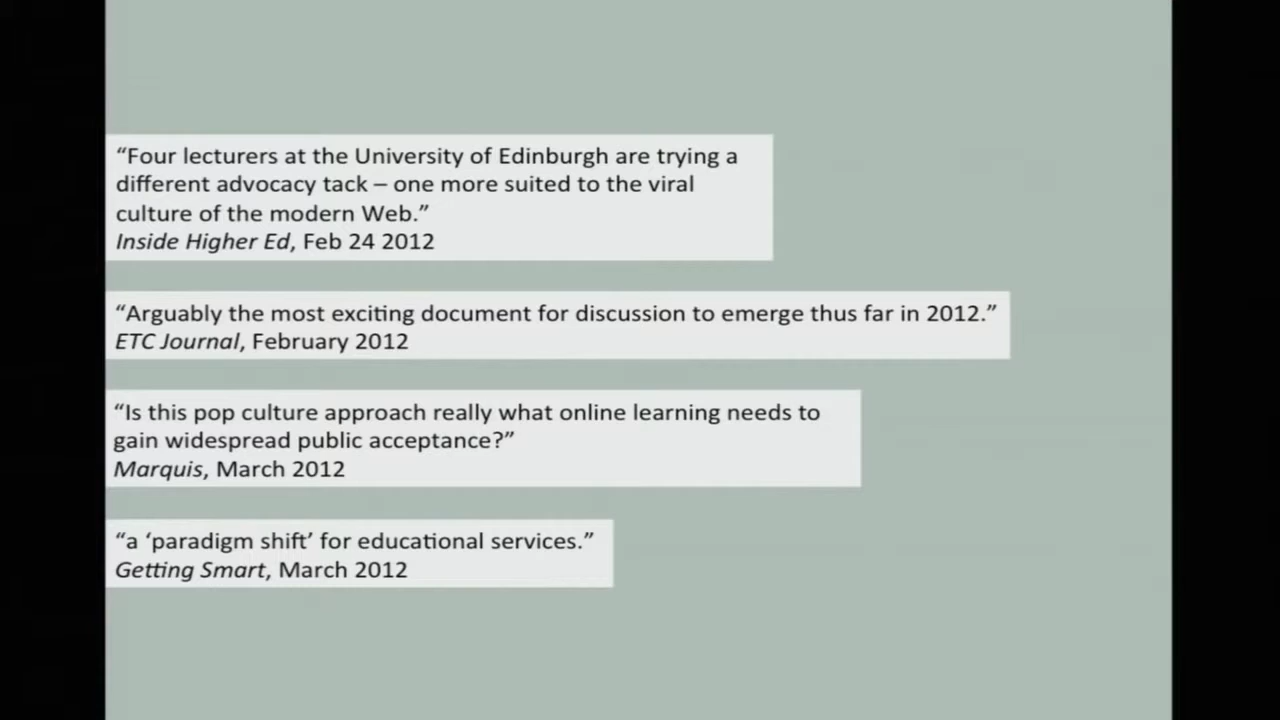 “Four lecturers at the University of Edinburgh are trying a
different advocacy tack – one more suited to the viral
culture of the modern Web.”
Inside Higher Ed, Feb 24 2012
“Arguably the most exciting document for discussion to emerge thus far in 2012.”
ETC Journal, February 2012
“Is this pop culture approach really what online learning needs to
gain widespread public acceptance?”
Marquis, March 2012
“a ‘paradigm shift’ for educational services.”
Getting Smart, March 2012